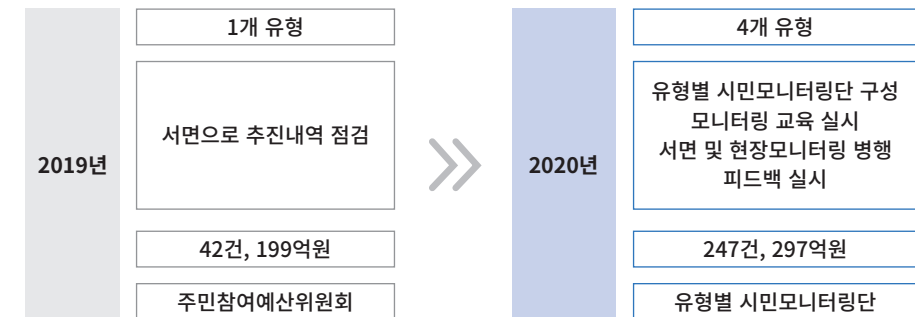 2019년
1개 유형
서면으로 추진내역 점검
42건, 199억원
주민참여예산위원회
2020년
4개 유형
유형별 시민모니터링단 구성
모니터링 교육 실시
서면 및 현장모니터링 병행
피드백 실시
247건, 297억원
유형별 시민모니터링단